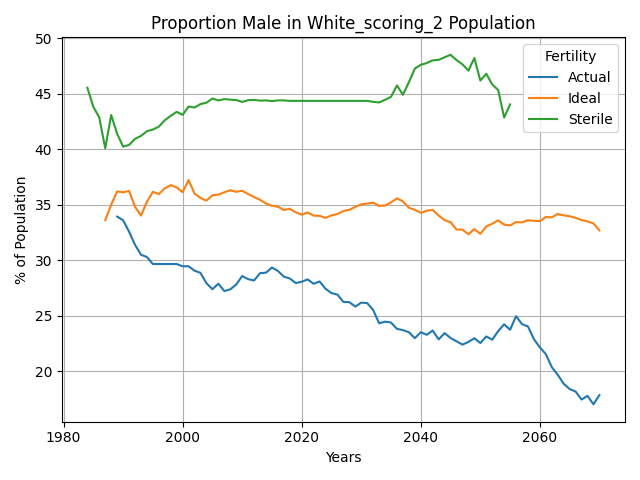 Proportion Male in White_scoring_2 Population
50
45
40
35
30
25
20
% of Population
1980
2000
2020
2040
2060
Years
Fertility
Actual
Ideal
Sterile